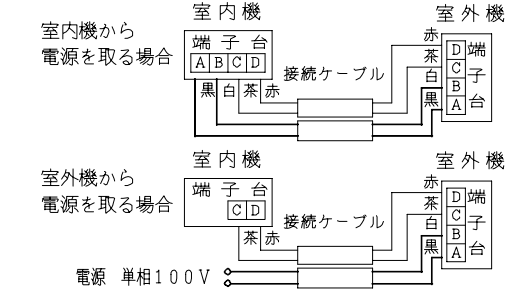 室内機
室外機
室内機から
電源を取る場合
端子台
A B C D
黒 白 茶 赤
接続ケーブル
赤
茶
白
黒
D
C
B
A
端子台
室内機
室外機
室外機から
電源を取る場合
端子台
C D
茶 赤
接続ケーブル
赤
茶
白
黒
D
C
B
A
端子台
電源 単相100V